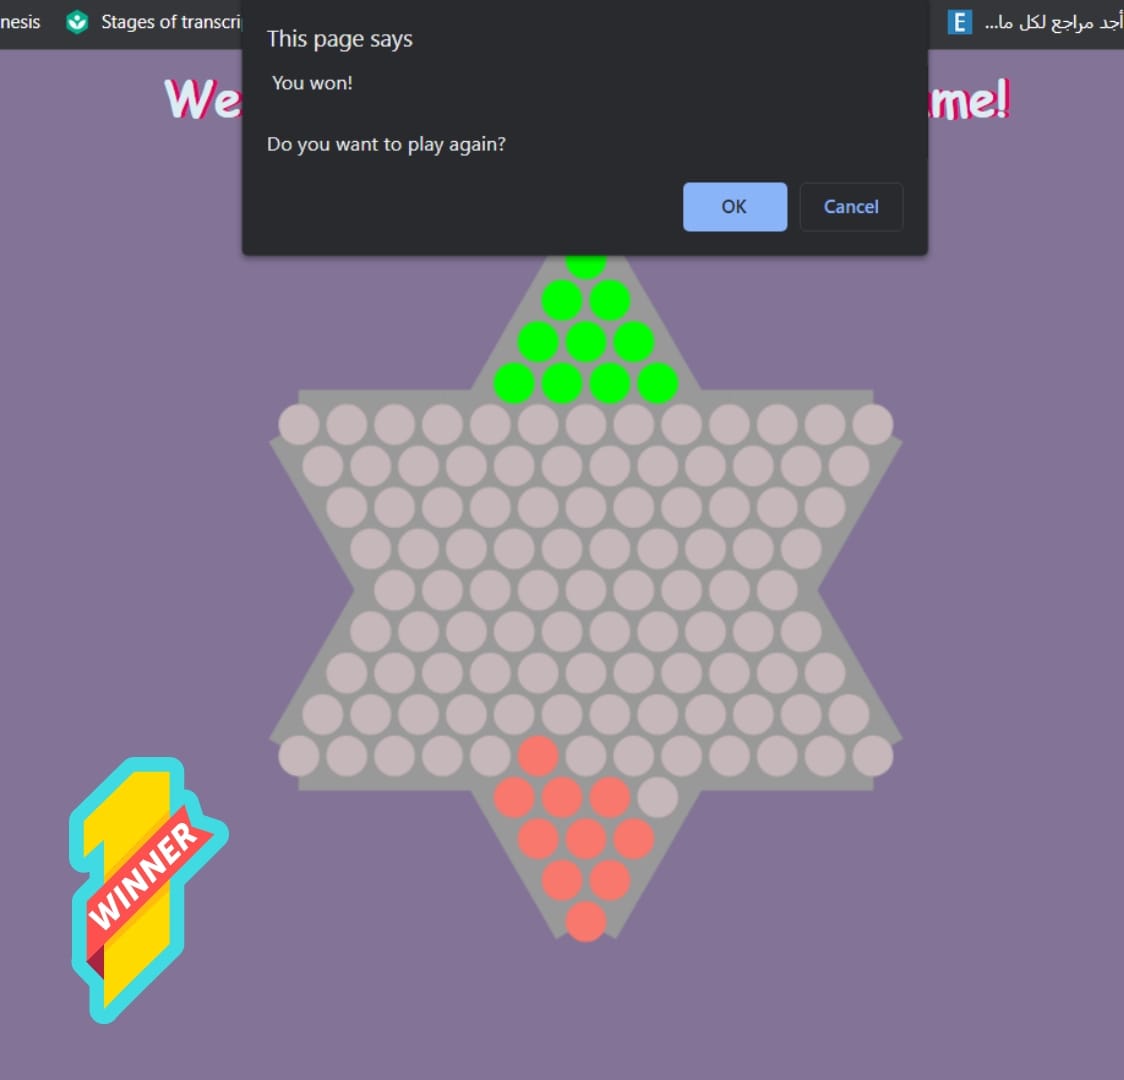 nesis
Stages of transcri
أجد مراجع لكل ما...
E
This page says
You won!
Do you want to play again?
OK
Cancel
We
me!
WINNER